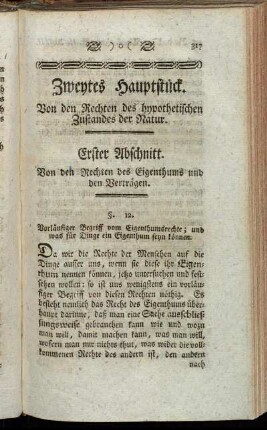 ) o (
317
Zweytes Hauptstück.
Von den Rechten des hypothetischen
Zustandes der Natur.
Erster Abschnitt.
Von den Rechten des Eigenthums und
den Verträgen.
§. 10.
Vorläufiger Begriff vom Eigenthumsrechte; und
was für Dinge ein Eigenthum seyn können.
Da wir die Rechte der Menschen auf die
Dinge ausser uns, wenn sie diese ihr Eigen-
thum nennen können, jetzo untersuchen und fest-
setzen wollen: so ist uns wenigstens ein vorläu-
figer Begriff von diesen Rechten nöthig. Es
besteht nemlich das Recht des Eigenthums über-
haupt darinne, daß man eine Sache ausschließ-
lingsweise gebrauchen kann wie und wozu
man will, damit machen kann, was man will,
wofern man nur nichts thut, was wider die voll-
kommenen Rechte des andern ist, den andern
nach